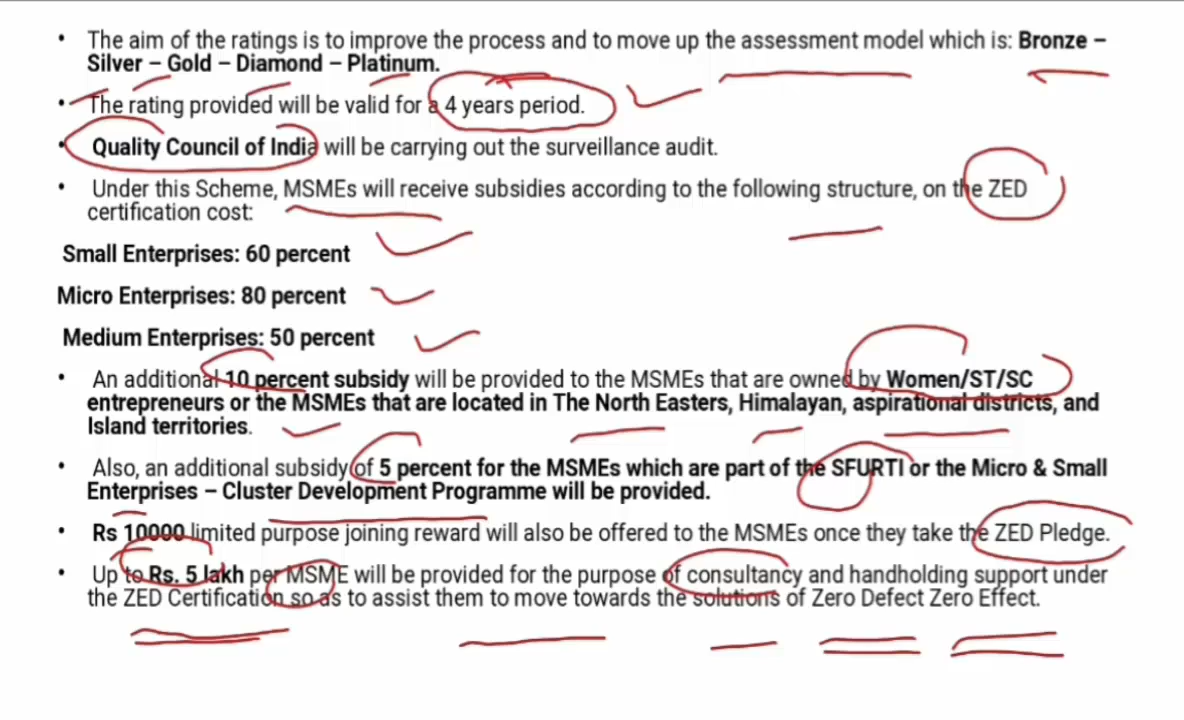 • The aim of the ratings is to improve the process and to move up the assessment model which is: Bronze –
Silver – Gold – Diamond – Platinum.
• The rating provided will be valid for a 4 years period.
• Quality Council of India will be carrying out the surveillance audit.
• Under this Scheme, MSMEs will receive subsidies according to the following structure, on the ZED
certification cost:
Small Enterprises: 60 percent
Micro Enterprises: 80 percent
Medium Enterprises: 50 percent
• An additional 10 percent subsidy will be provided to the MSMEs that are owned by Women/ST/SC
entrepreneurs or the MSMEs that are located in The North Easters, Himalayan, aspirational districts, and
Island territories.
• Also, an additional subsidy of 5 percent for the MSMEs which are part of the SFURTI or the Micro & Small
Enterprises – Cluster Development Programme will be provided.
• Rs 10000 limited purpose joining reward will also be offered to the MSMEs once they take the ZED Pledge.
• Up to Rs. 5 lakh per MSME will be provided for the purpose of consultancy and handholding support under
the ZED Certification so as to assist them to move towards the solutions of Zero Defect Zero Effect.